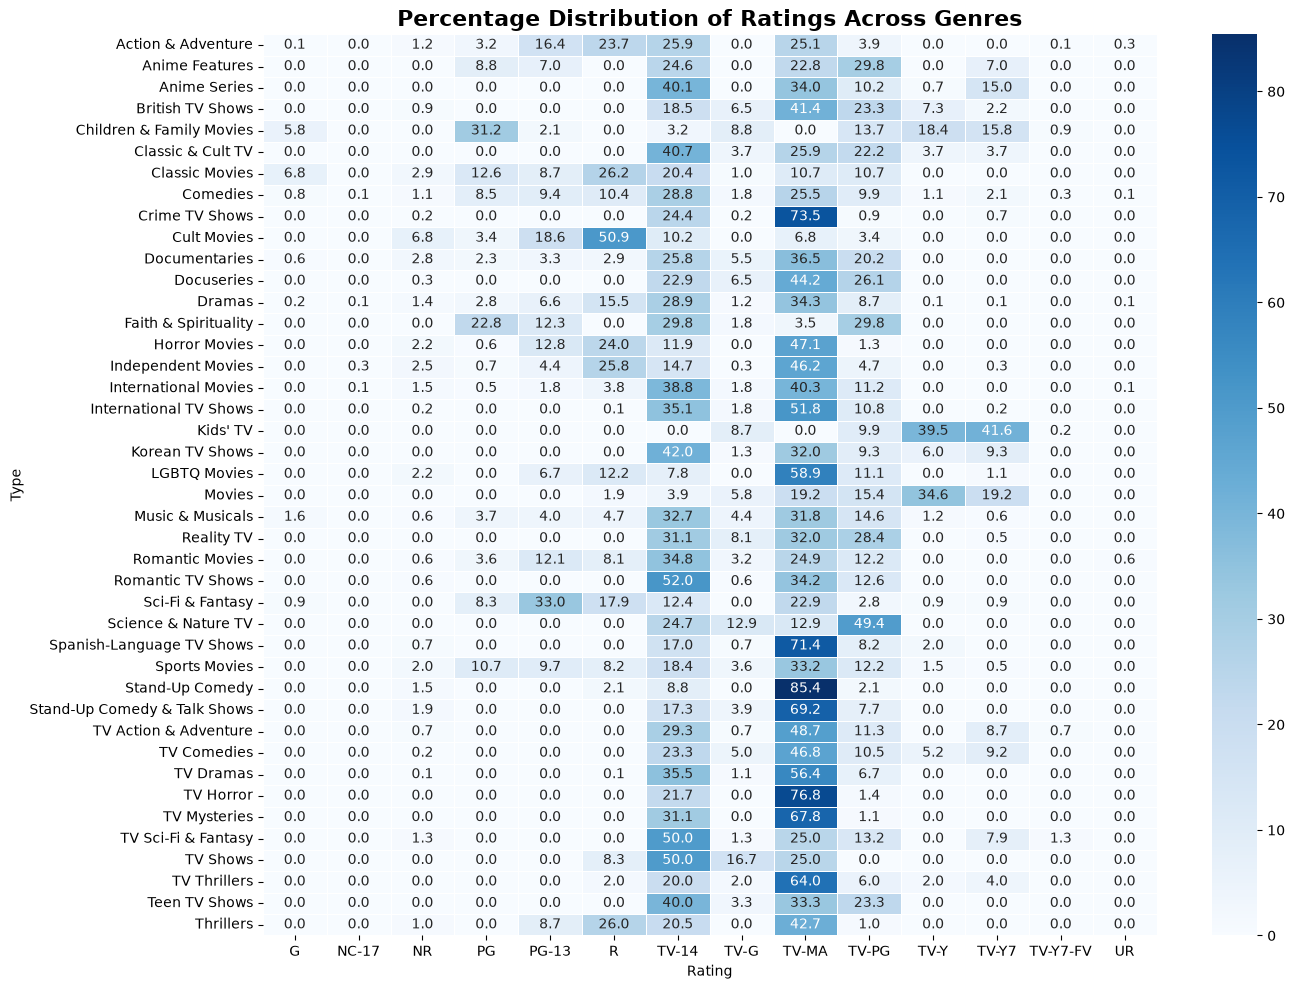 Percentage Distribution of Ratings Across Genres
Action & Adventure 0.1 0.0 1.2 3.2 16.4 23.7 25.9 0.0 25.1 3.9 0.0 0.0 0.1 0.3
Anime Features 0.0 0.0 0.0 8.8 7.0 0.0 24.6 0.0 22.8 29.8 0.0 7.0 0.0 0.0
Anime Series 0.0 0.0 0.0 0.0 0.0 0.0 40.1 0.0 34.0 10.2 0.7 15.0 0.0 0.0
British TV Shows 0.0 0.0 0.9 0.0 0.0 0.0 18.5 6.5 41.4 23.3 7.3 2.2 0.0 0.0
Children & Family Movies 5.8 0.0 0.0 31.2 2.1 0.0 3.2 8.8 0.0 13.7 18.4 15.8 0.9 0.0
Classic & Cult TV 0.0 0.0 0.0 0.0 0.0 0.0 40.7 3.7 25.9 22.2 3.7 3.7 0.0 0.0
Classic Movies 6.8 0.0 2.9 12.6 8.7 26.2 20.4 1.0 10.7 10.7 0.0 0.0 0.0 0.0
Comedies 0.8 0.1 1.1 8.5 9.4 10.4 28.8 1.8 25.5 9.9 1.1 2.1 0.3 0.1
Crime TV Shows 0.0 0.0 0.2 0.0 0.0 0.0 24.4 0.2 73.5 0.9 0.0 0.7 0.0 0.0
Cult Movies 0.0 0.0 6.8 3.4 18.6 50.9 10.2 0.0 6.8 3.4 0.0 0.0 0.0 0.0
Documentaries 0.6 0.0 2.8 2.3 3.3 2.9 25.8 5.5 36.5 20.2 0.0 0.0 0.0 0.0
Docuseries 0.0 0.0 0.3 0.0 0.0 0.0 22.9 6.5 44.2 26.1 0.0 0.0 0.0 0.0
Dramas 0.2 0.1 1.4 2.8 6.6 15.5 28.9 1.2 34.3 8.7 0.1 0.1 0.0 0.1
Faith & Spirituality 0.0 0.0 0.0 22.8 12.3 0.0 29.8 1.8 3.5 29.8 0.0 0.0 0.0 0.0
Horror Movies 0.0 0.0 2.2 0.6 12.8 24.0 11.9 0.0 47.1 1.3 0.0 0.0 0.0 0.0
Independent Movies 0.0 0.3 2.5 0.7 4.4 25.8 14.7 0.3 46.2 4.7 0.0 0.3 0.0 0.0
International Movies 0.0 0.1 1.5 0.5 1.8 3.8 38.8 1.2 40.3 11.2 0.0 0.0 0.0 0.1
International TV Shows 0.0 0.0 0.2 0.0 0.0 0.1 35.1 1.8 51.8 10.8 0.0 0.2 0.0 0.0
Kids' TV 0.0 0.0 0.0 0.0 0.0 0.0 0.0 8.7 0.0 9.9 39.5 41.6 0.2 0.0
Korean TV Shows 0.0 0.0 0.0 0.0 0.0 0.0 42.0 1.3 32.0 9.3 6.0 9.3 0.0 0.0
LGBTQ Movies 0.0 0.0 2.2 0.0 6.7 12.2 7.8 0.0 58.9 11.1 0.0 1.1 0.0 0.0
Movies 0.0 0.0 0.0 0.0 0.0 1.9 3.9 5.8 19.2 15.4 34.6 19.2 0.0 0.0
Music & Musicals 1.6 0.0 0.6 3.7 4.0 4.7 32.7 4.4 31.8 14.6 1.2 0.6 0.0 0.0
Reality TV 0.0 0.0 0.0 0.0 0.0 0.0 31.1 8.1 32.0 28.4 0.0 0.5 0.0 0.0
Romantic Movies 0.0 0.0 0.6 3.6 12.1 8.1 34.8 3.2 24.9 12.2 0.0 0.0 0.0 0.6
Romantic TV Shows 0.0 0.0 0.6 0.0 0.0 0.0 52.0 0.6 34.2 12.6 0.0 0.0 0.0 0.0
Sci-Fi & Fantasy 0.9 0.0 0.0 8.3 33.0 17.9 12.4 0.0 22.9 2.8 0.9 0.9 0.0 0.0
Science & Nature TV 0.0 0.0 0.0 0.0 0.0 0.0 24.7 12.9 12.9 49.4 0.0 0.0 0.0 0.0
Spanish-Language TV Shows 0.0 0.0 0.7 0.0 0.0 0.0 17.0 0.7 71.4 8.2 2.0 0.0 0.0 0.0
Sports Movies 0.0 0.0 2.0 10.7 9.7 8.2 18.4 3.6 33.2 12.2 1.5 0.5 0.0 0.0
Stand-Up Comedy 0.0 0.0 1.5 0.0 0.0 2.1 8.8 0.0 85.4 2.1 0.0 0.0 0.0 0.0
Stand-Up Comedy & Talk Shows 0.0 0.0 1.9 0.0 0.0 0.0 17.3 3.9 69.2 7.7 0.0 0.0 0.0 0.0
TV Action & Adventure 0.0 0.0 0.7 0.0 0.0 0.0 29.3 0.7 48.7 11.3 0.0 8.7 0.7 0.0
TV Comedies 0.0 0.0 0.2 0.0 0.0 0.0 23.3 5.0 46.8 10.5 5.2 9.2 0.0 0.0
TV Dramas 0.0 0.0 0.1 0.0 0.0 0.1 35.5 1.1 56.4 6.7 0.0 0.0 0.0 0.0
TV Horror 0.0 0.0 0.0 0.0 0.0 0.0 21.7 0.0 76.8 1.4 0.0 0.0 0.0 0.0
TV Mysteries 0.0 0.0 0.0 0.0 0.0 0.0 31.1 0.0 67.8 1.1 0.0 0.0 0.0 0.0
TV Sci-Fi & Fantasy 0.0 0.0 1.3 0.0 0.0 0.0 50.0 1.3 25.0 13.2 0.0 7.9 1.3 0.0
TV Shows 0.0 0.0 0.0 0.0 0.0 8.3 50.0 16.7 25.0 0.0 0.0 0.0 0.0 0.0
TV Thrillers 0.0 0.0 0.0 0.0 0.0 2.0 20.0 2.0 64.0 6.0 2.0 4.0 0.0 0.0
Teen TV Shows 0.0 0.0 0.0 0.0 0.0 0.0 40.0 3.3 33.3 23.3 0.0 0.0 0.0 0.0
Thrillers 0.0 0.0 1.0 0.0 8.7 26.0 20.5 0.0 42.7 1.0 0.0 0.0 0.0 0.0
G NC-17 NR PG PG-13 R TV-14 TV-G TV-MA TV-PG TV-Y TV-Y7 TV-Y7-FV UR
Rating
Type
80
70
60
50
40
30
20
10
0